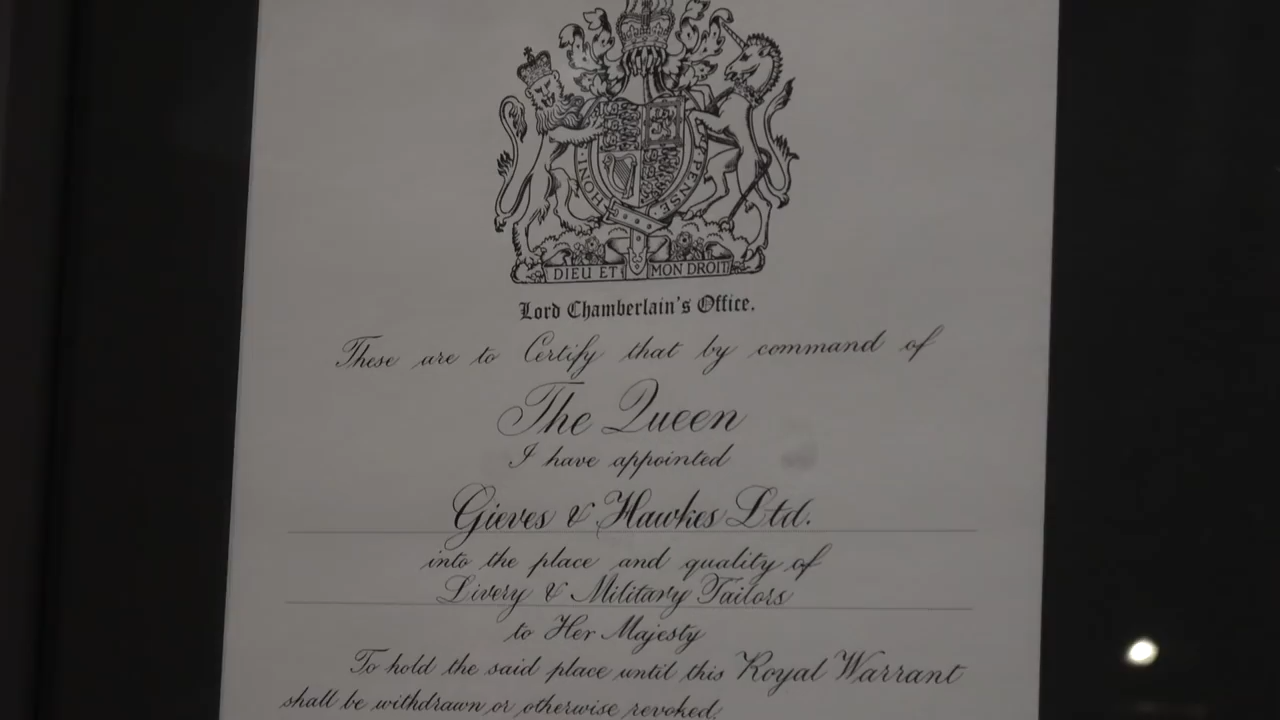 HONI PENSE
DIEU ET MON DROIT
Lord Chamberlain's Office.
These are to Certify that by command of
The Queen
I have appointed
Gieves & Hawkes Ltd.
into the place and quality of
Livery & Military Tailors
to Her Majesty
To hold the said place until this Royal Warrant
shall be withdrawn or otherwise revoked.